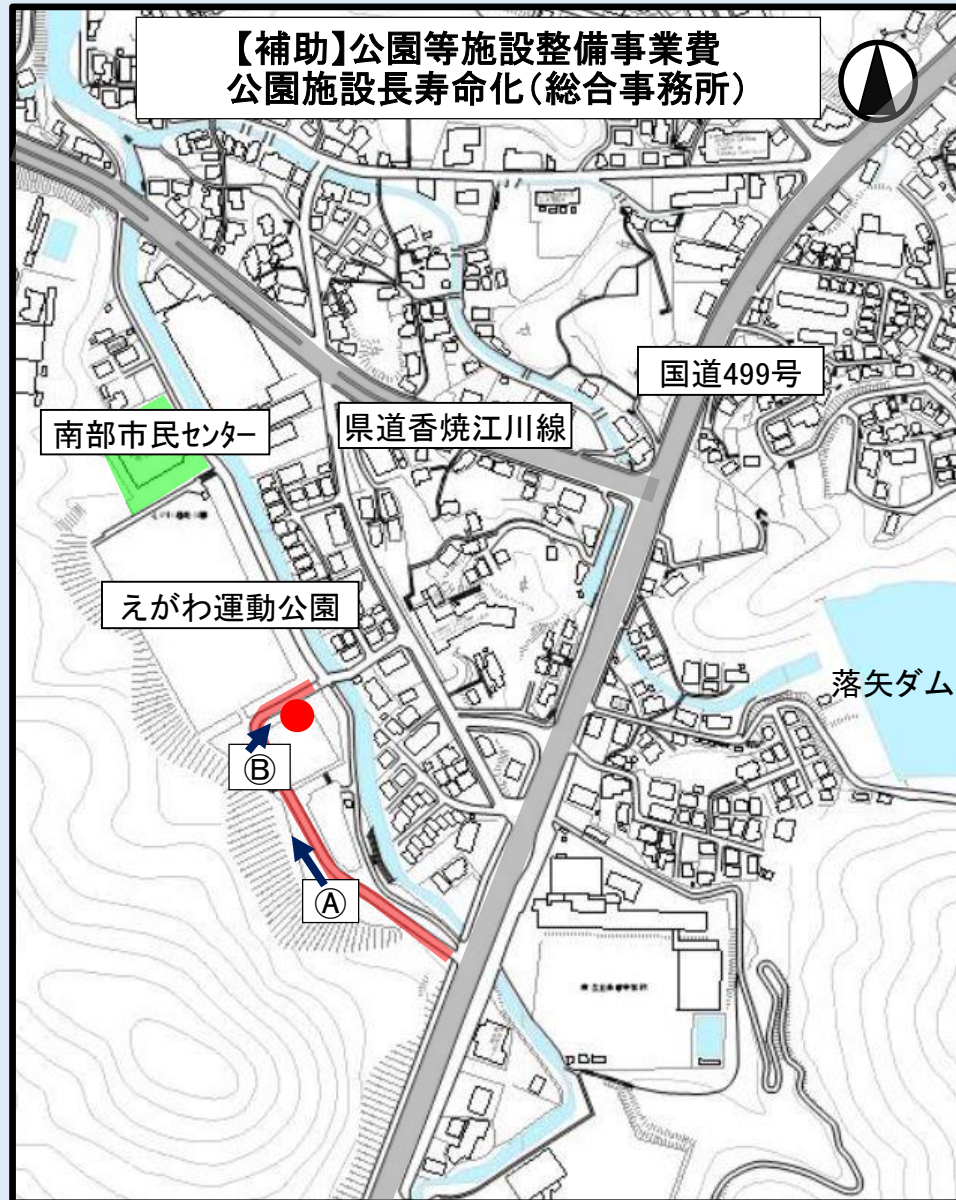 【補助】公園等施設整備事業費
公園施設長寿命化(総合事務所)
国道499号
南部市民センター
県道香焼江川線
えがわ運動公園
落矢ダム
Ⓑ
Ⓐ